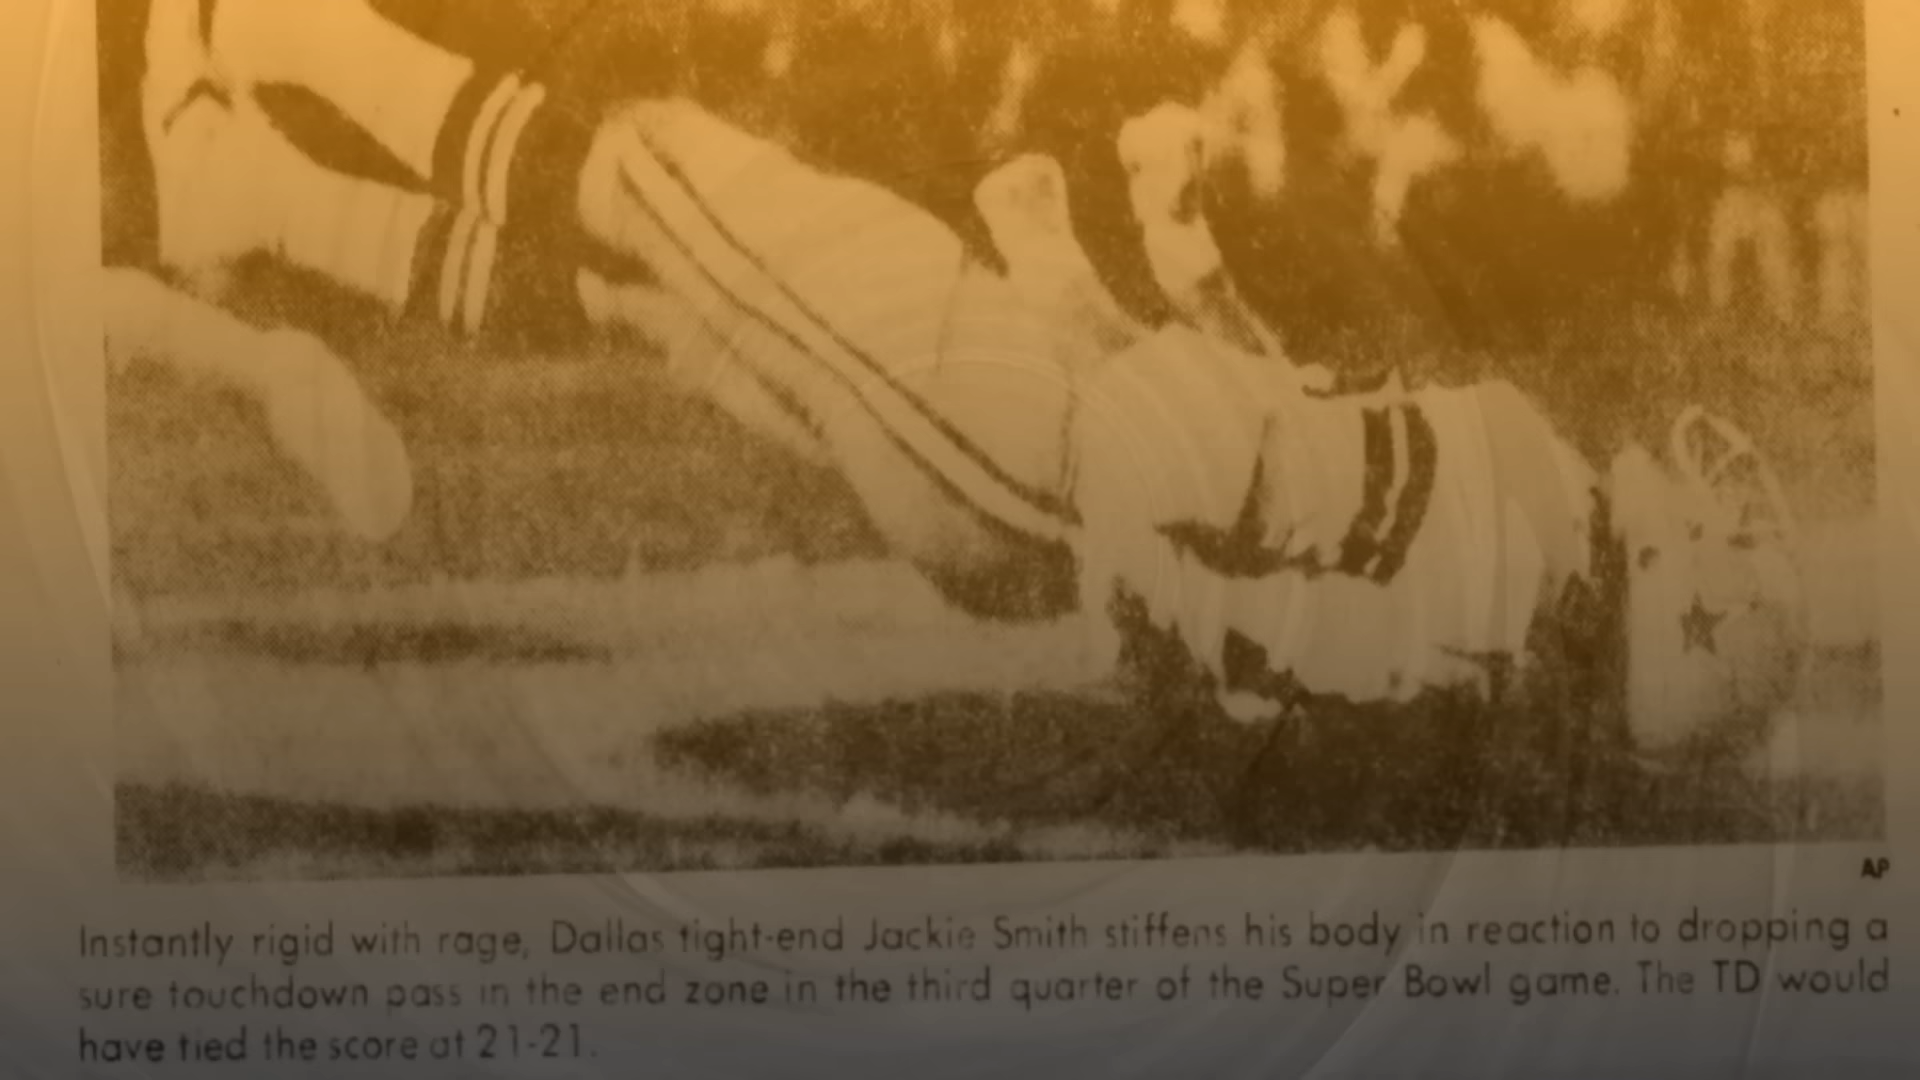 AP
Instantly rigid with rage, Dallas tight-end Jackie Smith stiffens his body in reaction to dropping a
sure touchdown pass in the end zone in the third quarter of the Super Bowl game. The TD would
have tied the score at 21-21.